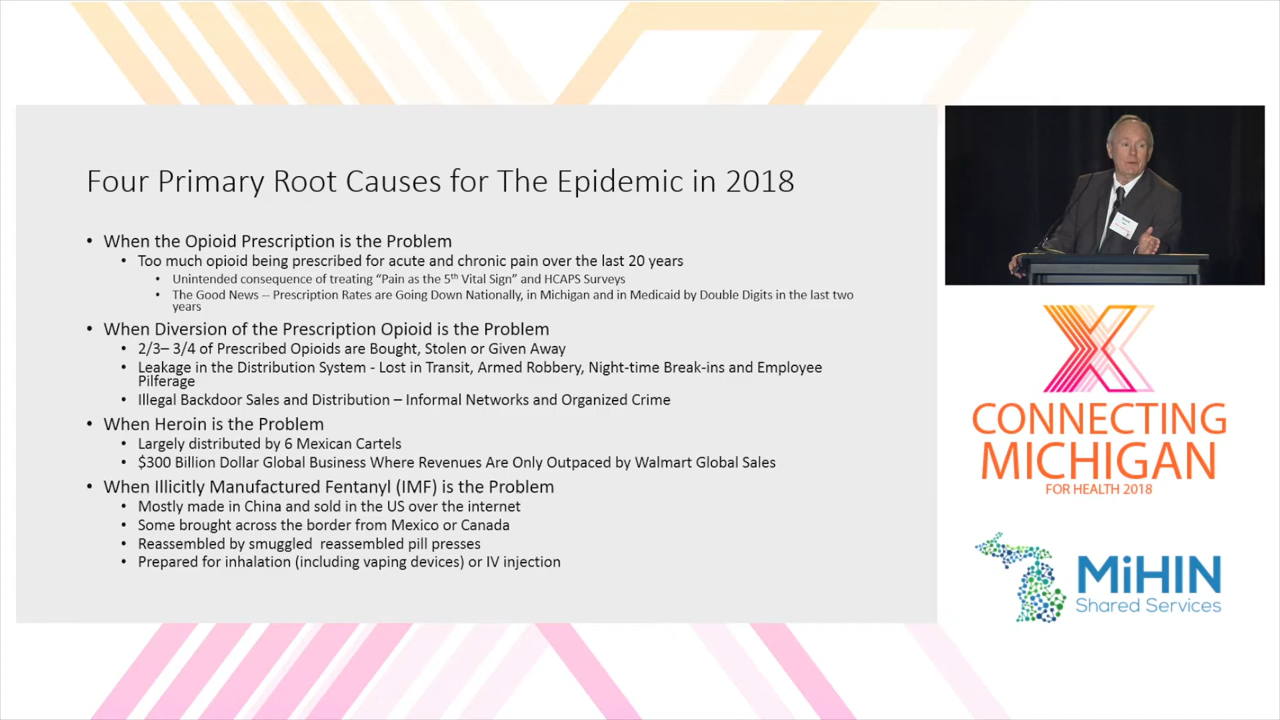 Four Primary Root Causes for The Epidemic in 2018
• When the Opioid Prescription is the Problem
• Too much opioid being prescribed for acute and chronic pain over the last 20 years
• Unintended consequence of treating “Pain as the 5th Vital Sign” and HCAPS Surveys
• The Good News -- Prescription Rates are Going Down Nationally, in Michigan and in Medicaid by Double Digits in the last two
years
• When Diversion of the Prescription Opioid is the Problem
• 2/3– 3/4 of Prescribed Opioids are Bought, Stolen or Given Away
• Leakage in the Distribution System - Lost in Transit, Armed Robbery, Night-time Break-ins and Employee
Pilferage
• Illegal Backdoor Sales and Distribution – Informal Networks and Organized Crime
• When Heroin is the Problem
• Largely distributed by 6 Mexican Cartels
• $300 Billion Dollar Global Business Where Revenues Are Only Outpaced by Walmart Global Sales
• When Illicitly Manufactured Fentanyl (IMF) is the Problem
• Mostly made in China and sold in the US over the internet
• Some brought across the border from Mexico or Canada
• Reassembled by smuggled reassembled pill presses
• Prepared for inhalation (including vaping devices) or IV injection
CONNECTING
MICHIGAN
FOR HEALTH 2018
MiHIN
Shared Services